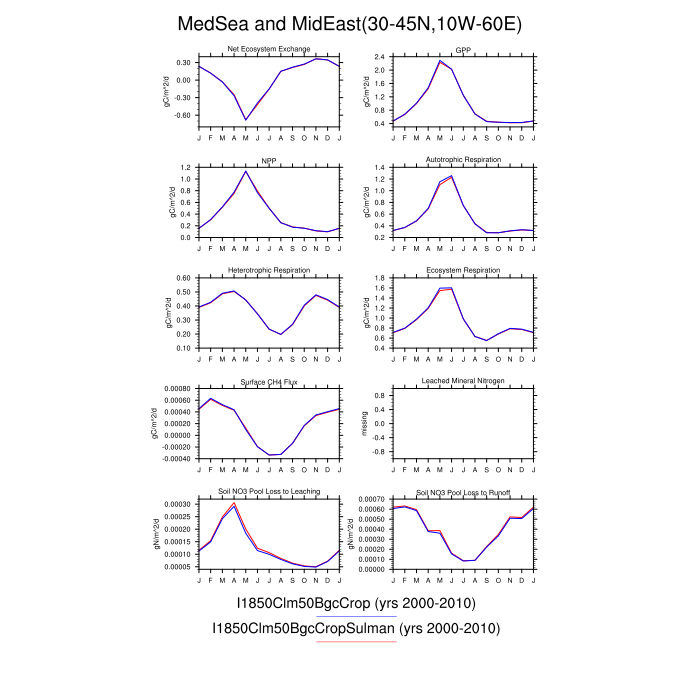 MedSea and MidEast(30-45N,10W-60E)
Net Ecosystem Exchange
GPP
gC/m^2/d
0.30
0.00
-0.30
-0.60
J F M A M J J A S O N D J
gC/m^2/d
2.4
2.0
1.6
1.2
0.8
0.4
J F M A M J J A S O N D J
NPP
Autotrophic Respiration
gC/m^2/d
1.2
1.0
0.8
0.6
0.4
0.2
0.0
J F M A M J J A S O N D J
gC/m^2/d
1.4
1.2
1.0
0.8
0.6
0.4
0.2
J F M A M J J A S O N D J
Heterotrophic Respiration
Ecosystem Respiration
gC/m^2/d
0.60
0.50
0.40
0.30
0.20
0.10
J F M A M J J A S O N D J
gC/m^2/d
1.8
1.6
1.4
1.2
1.0
0.8
0.6
0.4
J F M A M J J A S O N D J
Surface CH4 Flux
Leached Mineral Nitrogen
gC/m^2/d
0.00080
0.00060
0.00040
0.00020
0.00000
-0.00020
-0.00040
J F M A M J J A S O N D J
missing
0.8
0.4
0.0
-0.4
-0.8
J F M A M J J A S O N D J
Soil NO3 Pool Loss to Leaching
Soil NO3 Pool Loss to Runoff
gN/m^2/d
0.00030
0.00025
0.00020
0.00015
0.00010
0.00005
J F M A M J J A S O N D J
gN/m^2/d
0.00070
0.00060
0.00050
0.00040
0.00030
0.00020
0.00010
0.00000
J F M A M J J A S O N D J
I1850Clm50BgcCrop (yrs 2000-2010)
I1850Clm50BgcCropSulman (yrs 2000-2010)